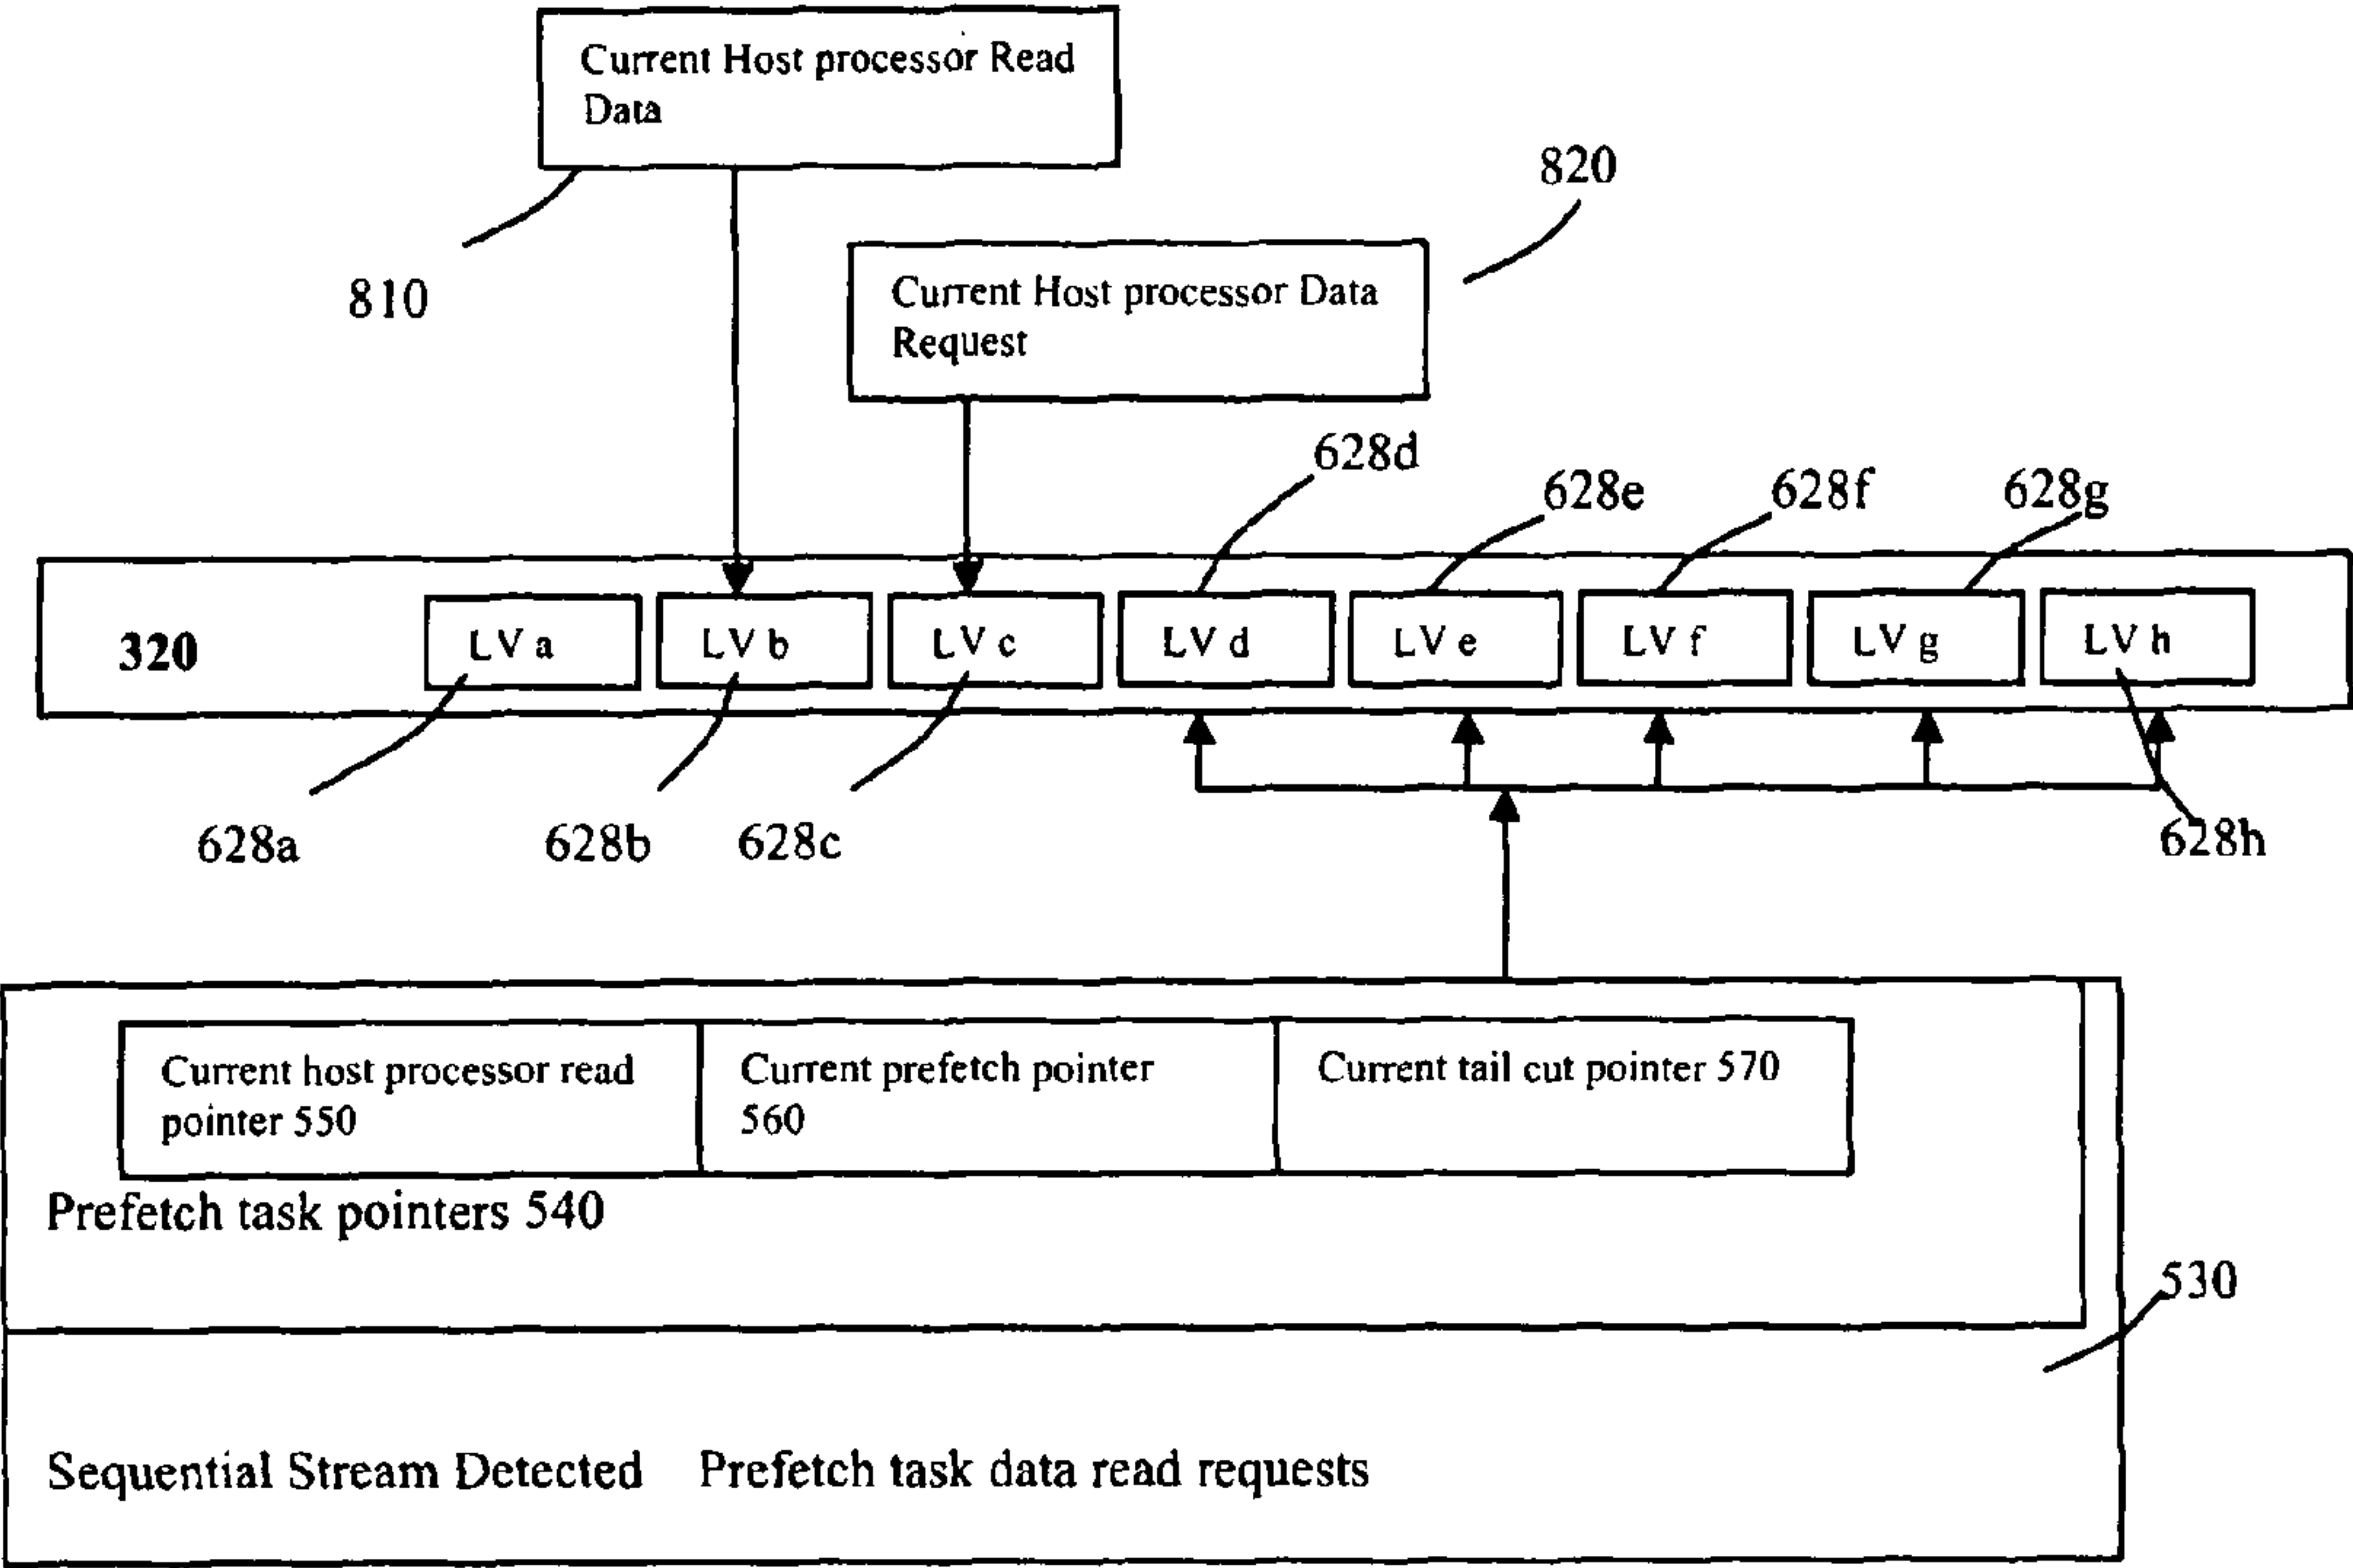 Current Host processor Read
Data
820
810
Current Host processor Data
Request
628d
628e
628f
628g
320
LV a
LV b
LV c
LV d
LV e
LV f
LV g
LV h
628a
628b
628c
628h
Current host processor read
pointer 550
Current prefetch pointer
560
Current tail cut pointer 570
Prefetch task pointers 540
530
Sequential Stream Detected Prefetch task data read requests